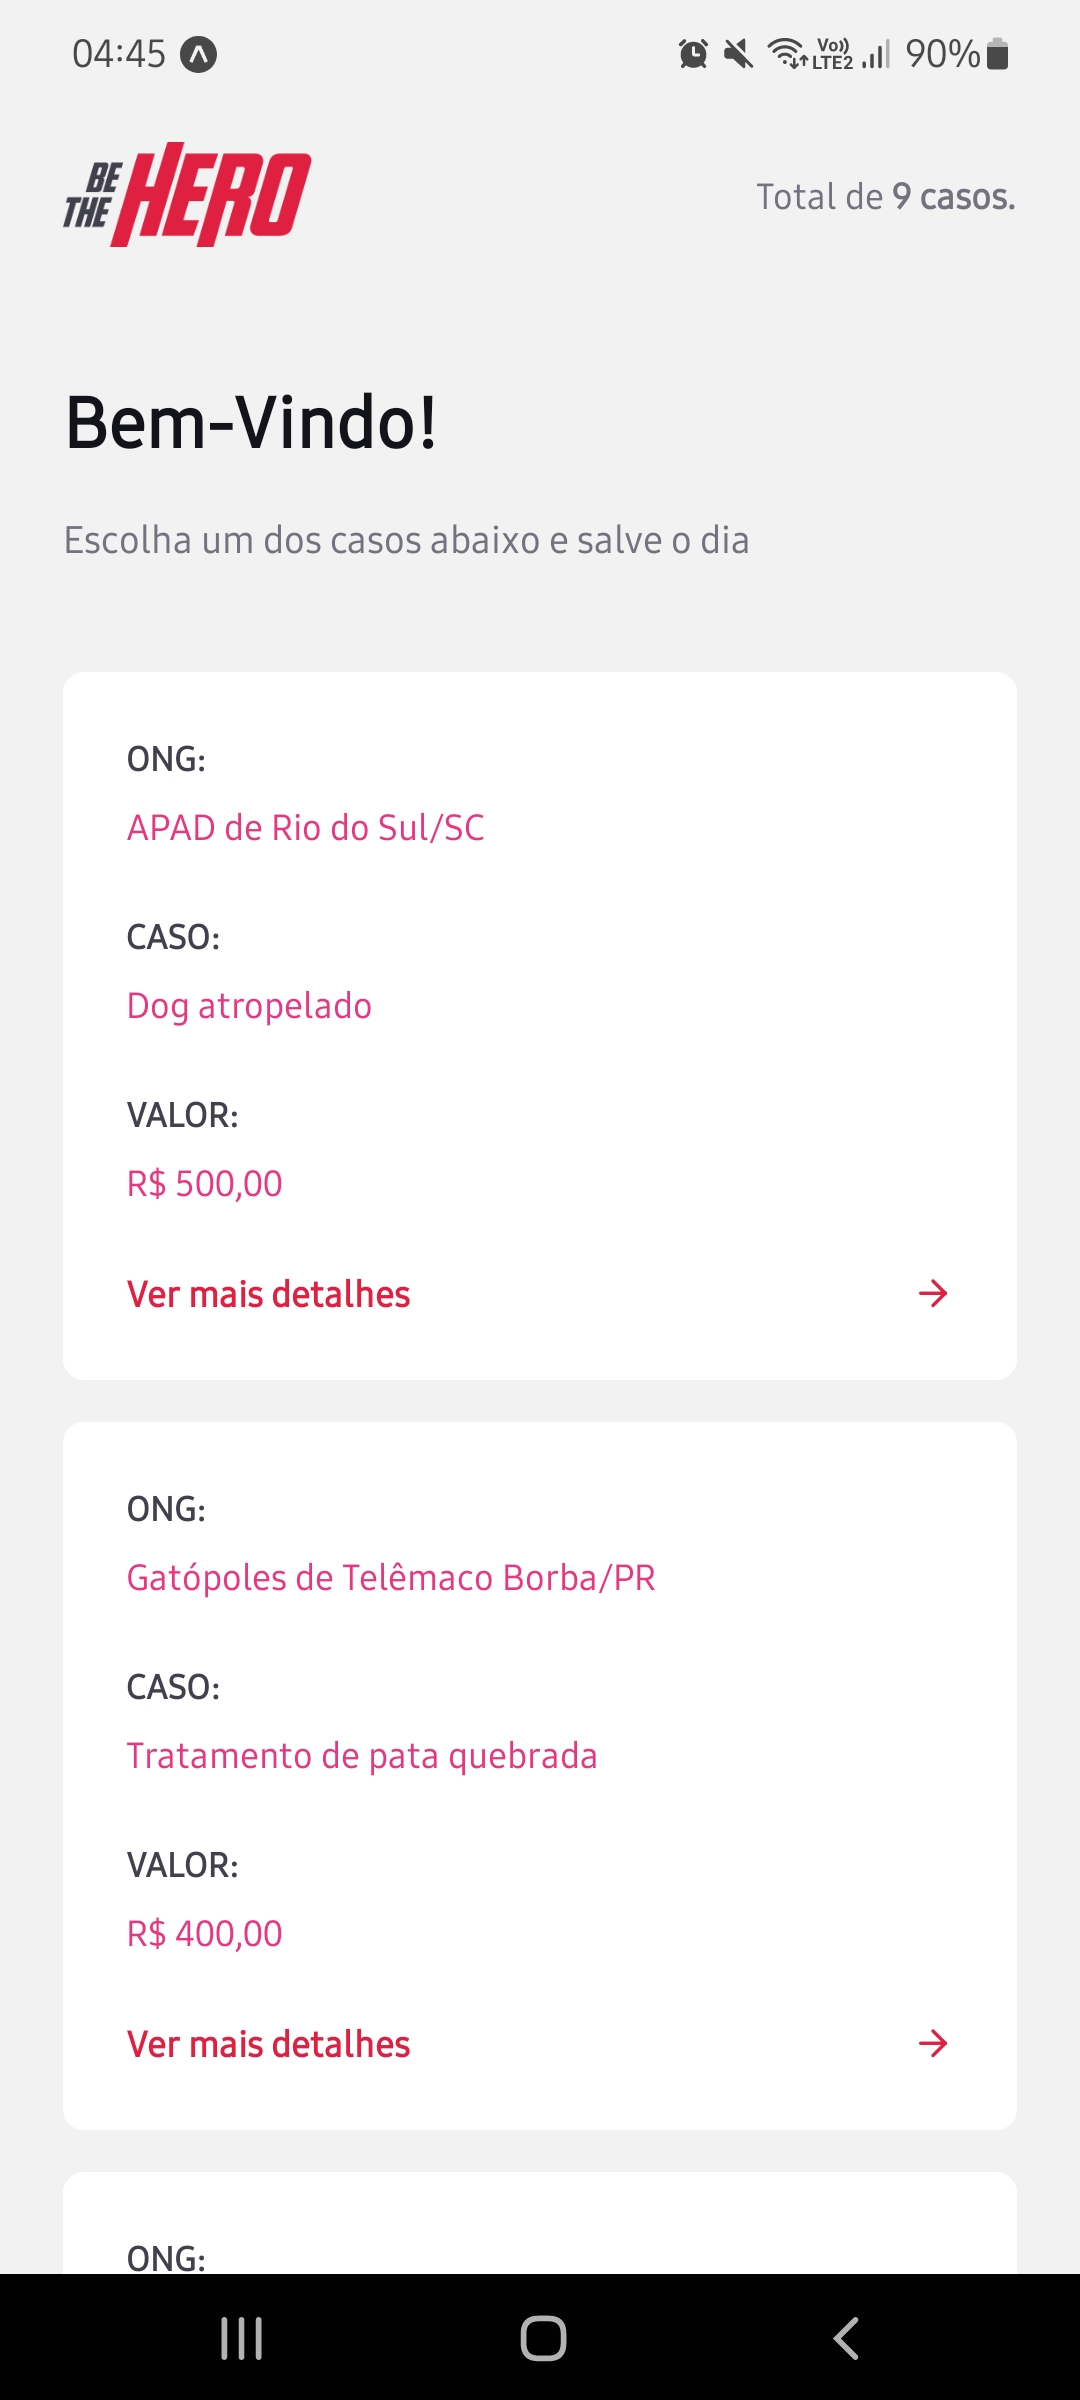 04:45
Vo)) LTE2 90%
BE THE HERO
Total de 9 casos.
Bem-Vindo!
Escolha um dos casos abaixo e salve o dia
ONG:
APAD de Rio do Sul/SC
CASO:
Dog atropelado
VALOR:
R$ 500,00
Ver mais detalhes
ONG:
Gatópoles de Telêmaco Borba/PR
CASO:
Tratamento de pata quebrada
VALOR:
R$ 400,00
Ver mais detalhes
ONG: